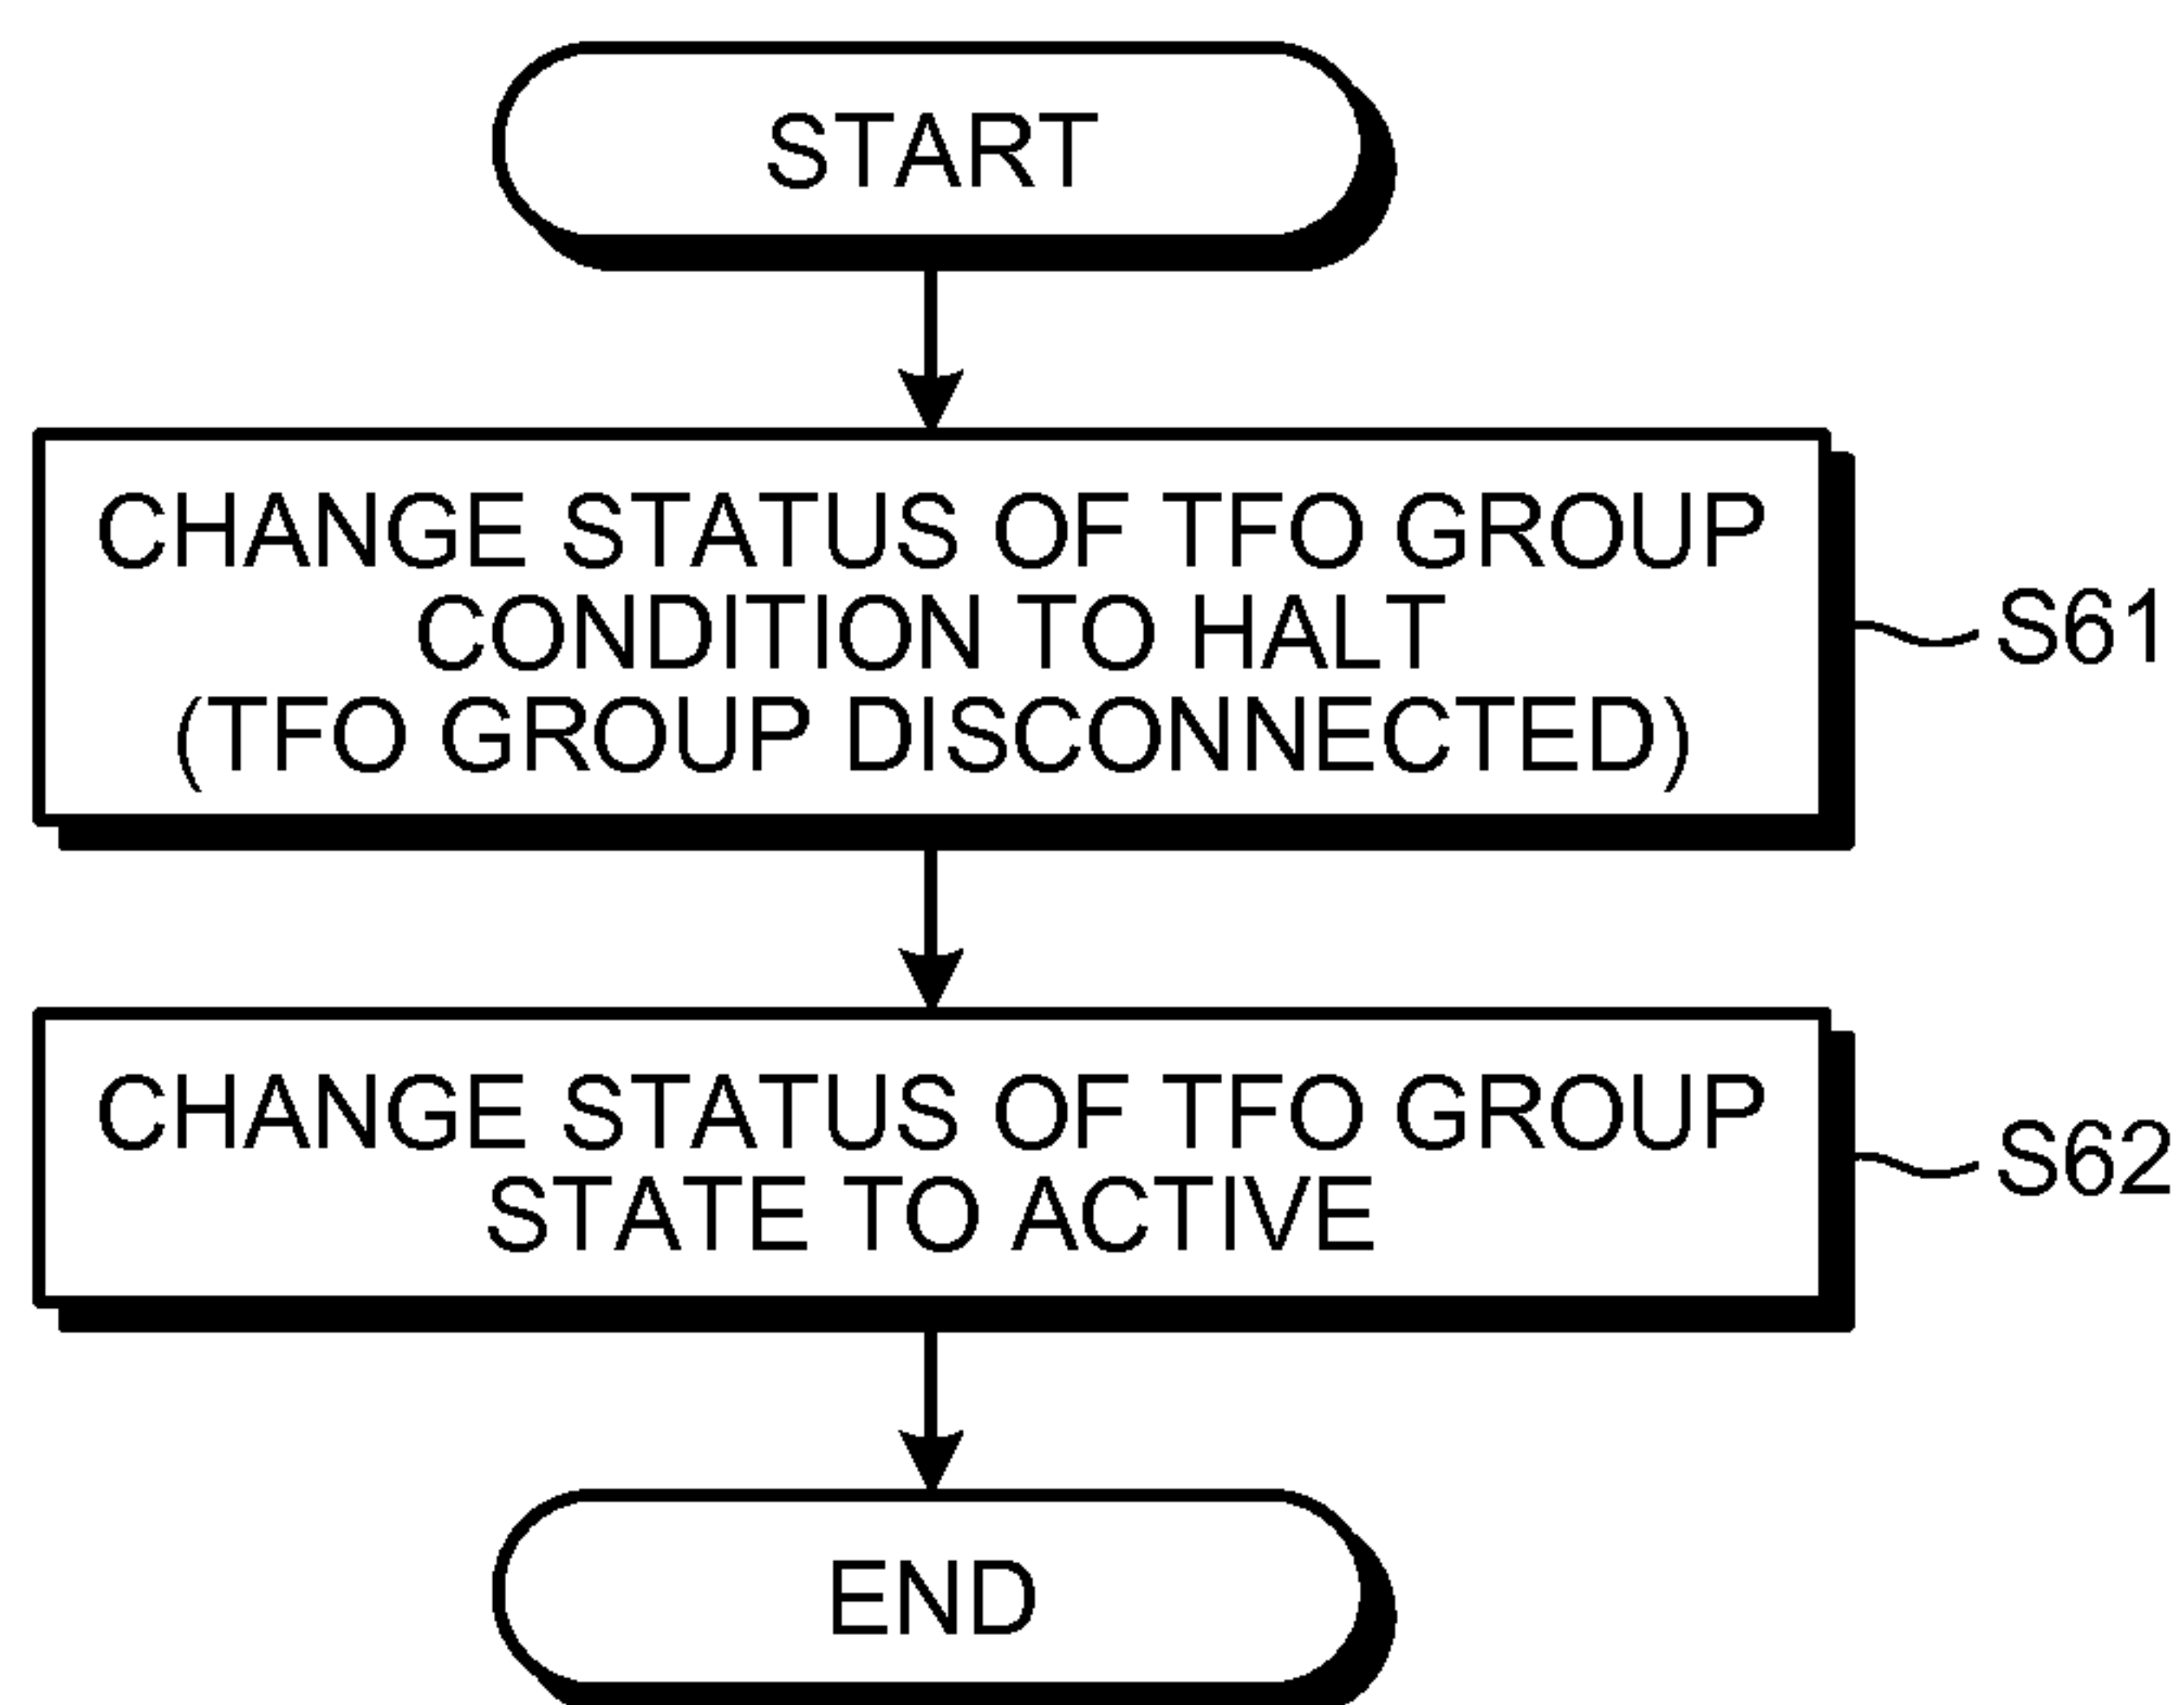 START
CHANGE STATUS OF TFO GROUP
CONDITION TO HALT
(TFO GROUP DISCONNECTED)
S61
CHANGE STATUS OF TFO GROUP
STATE TO ACTIVE
S62
END